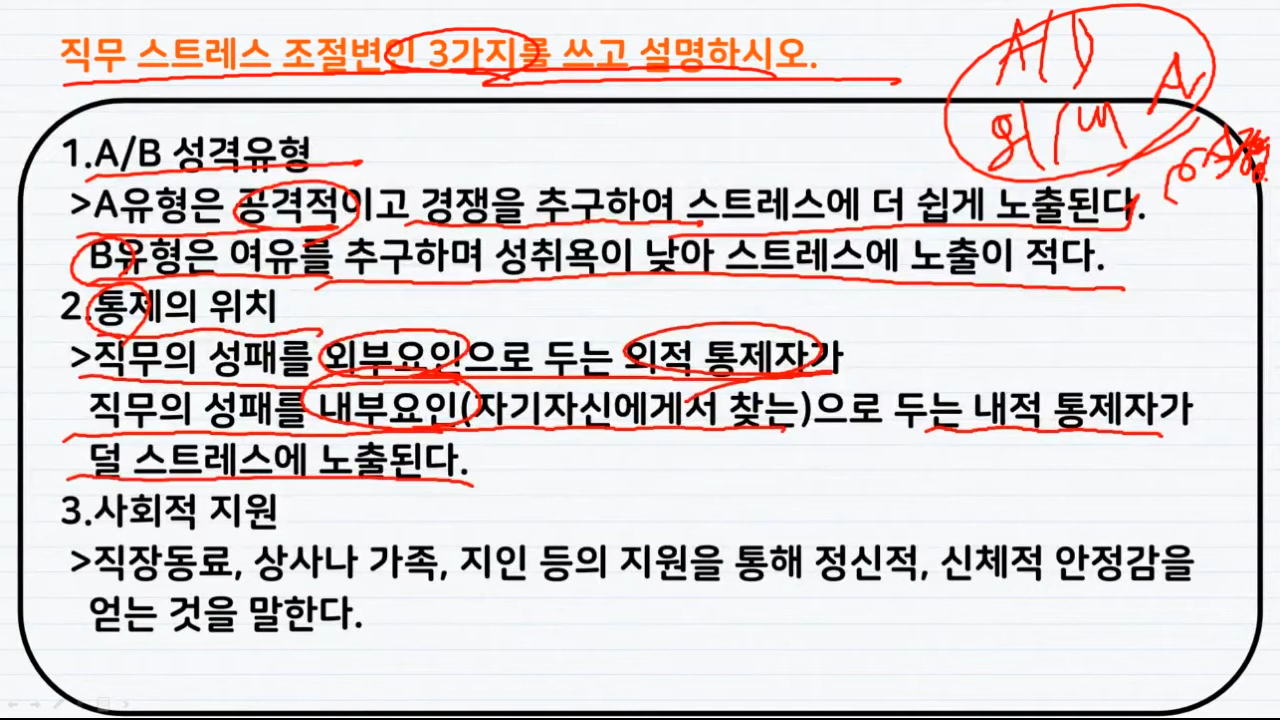 직무 스트레스 조절변인 3가지를 쓰고 설명하시오.
A/B
A
1.A/B 성격유형
>A유형은 공격적이고 경쟁을 추구하여 스트레스에 더 쉽게 노출된다.
B유형은 여유를 추구하며 성취욕이 낮아 스트레스에 노출이 적다.
2.통제의 위치
>직무의 성패를 외부요인으로 두는 외적 통제자가
직무의 성패를 내부요인(자기자신에게서 찾는)으로 두는 내적 통제자가
덜 스트레스에 노출된다.
3.사회적 지원
>직장동료, 상사나 가족, 지인 등의 지원을 통해 정신적, 신체적 안정감을
얻는 것을 말한다.